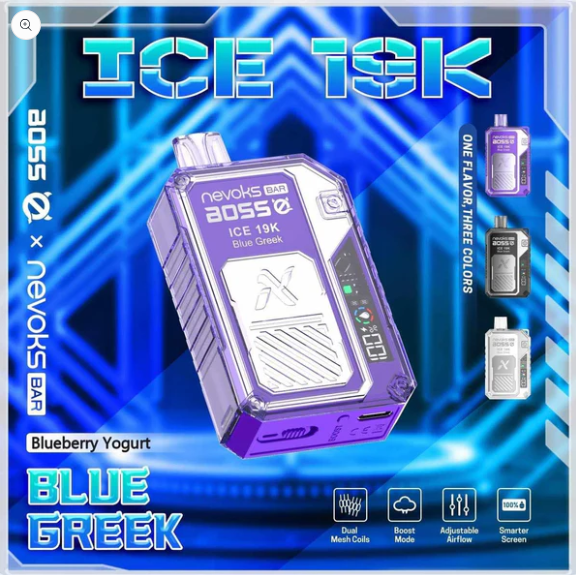 ICE 19K
BOSS
X nevoks BAR
nevoks BAR
BOSS
ICE 19K
Blue Greek
ONE FLAVOR,THREE COLORS
Blueberry Yogurt
BLUE
GREEK
Dual
Mesh Coils
Boost
Mode
Adjustable
Airflow
100%
Smarter
Screen